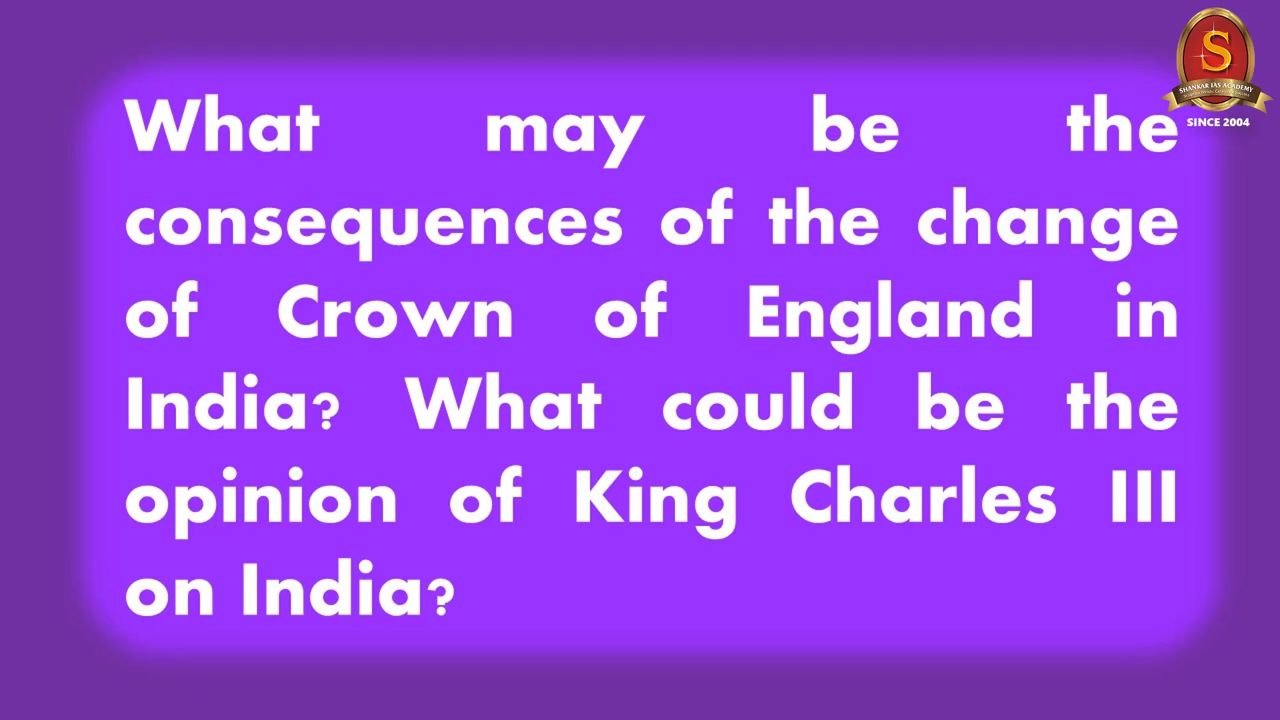 What may be the
consequences of the change
of Crown of England in
India? What could be the
opinion of King Charles III
on India?
S
SHANKAR IAS ACADEMY
SINCE 2004